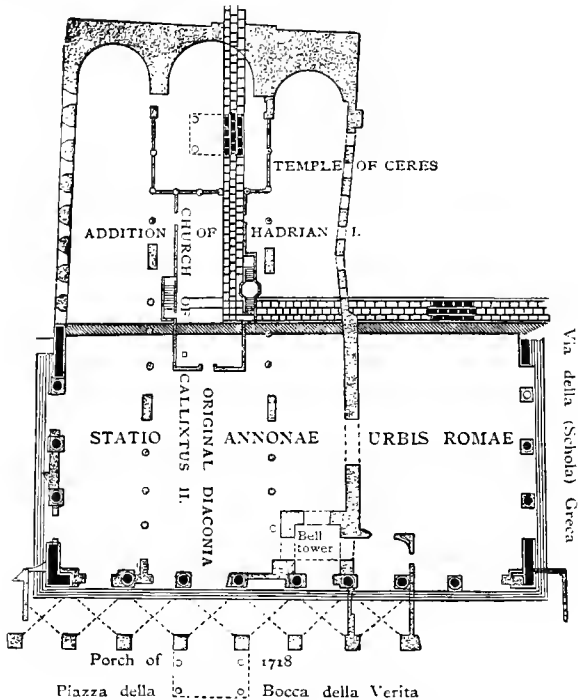 TEMPLE OF CERES
ADDITION OF HADRIAN I.
CHURCH OF
CALLIXTUS II.
ORIGINAL DIACONIA
STATIO ANNONAE URBIS ROMAE
Via della (Schola) Greca
Bell
tower
Porch of 1718
Piazza della Bocca della Verita